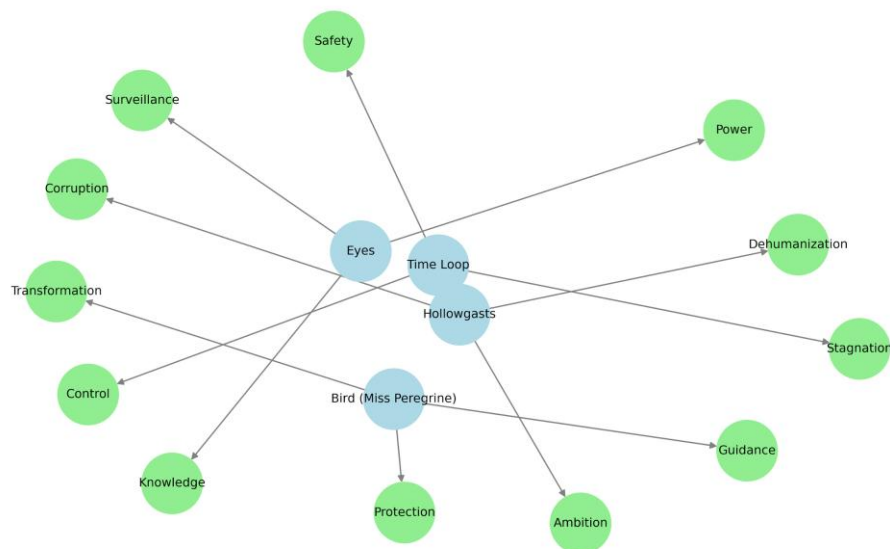 Safety
Surveillance
Power
Corruption
Dehumanization
Eyes
Time Loop
Transformation
Hollowgasts
Stagnation
Control
Bird (Miss Peregrine)
Guidance
Knowledge
Protection
Ambition